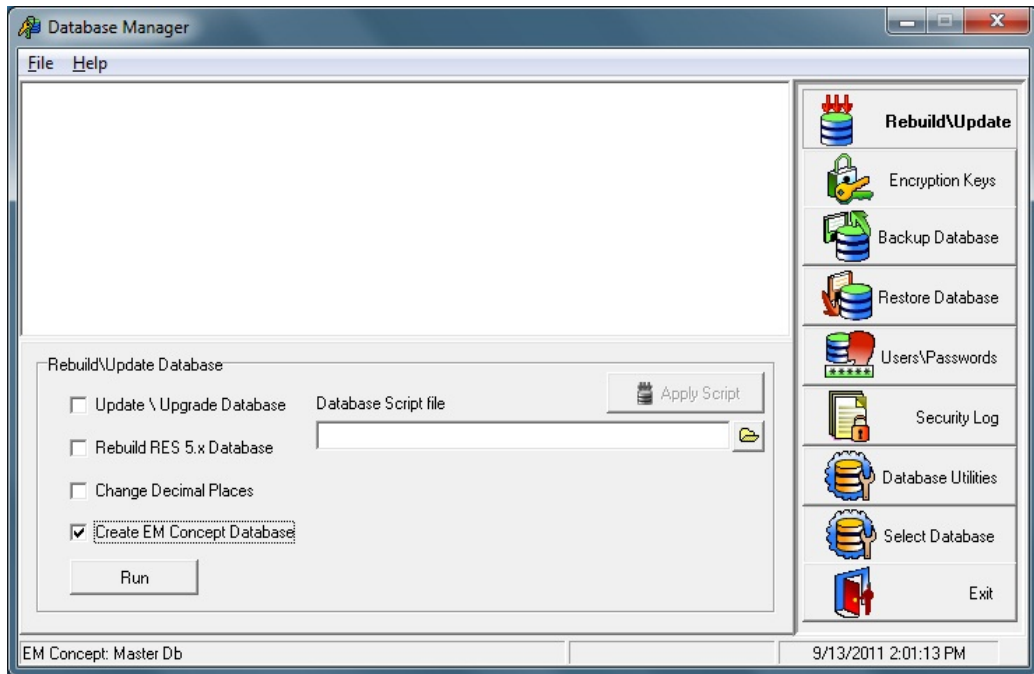 Database Manager
File Help
Rebuild\Update
Encryption Keys
Backup Database
Restore Database
Users\Passwords
*****
Security Log
Database Utilities
Select Database
Exit
Rebuild\Update Database
Update \ Upgrade Database
Rebuild RES 5.x Database
Change Decimal Places
Create EM Concept Database
Run
Database Script file
Apply Script
EM Concept: Master Db
9/13/2011 2:01:13 PM